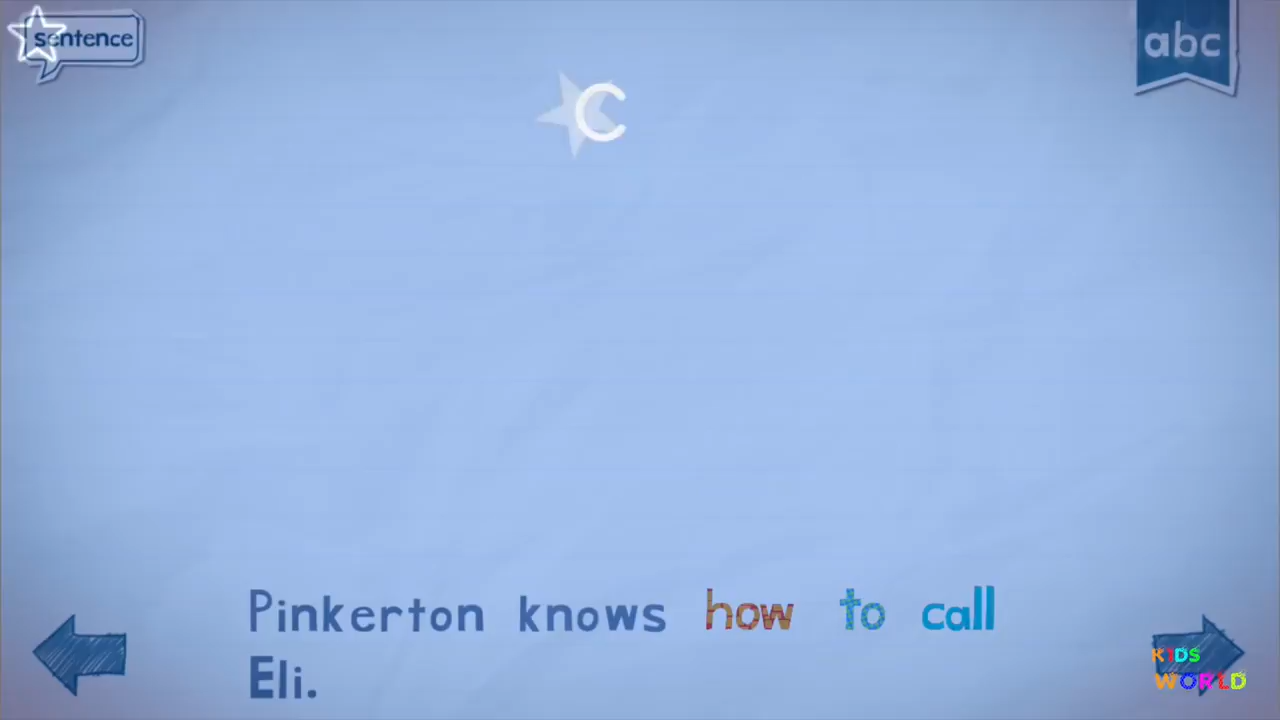 sentence
abc
C
Pinkerton knows how to call
Eli.
KIDS
WORLD